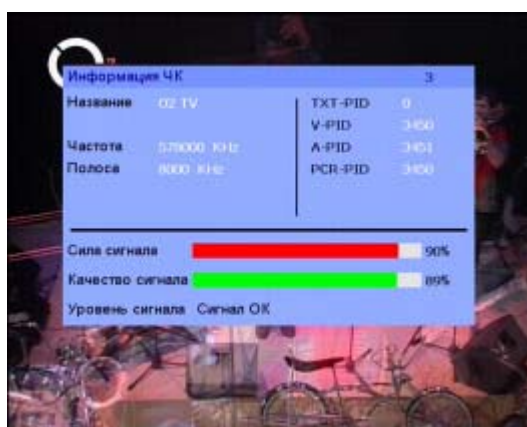 Информация ЧК 3
Название O2 TV
Частота 578000 KHz
Полоса 8000 KHz
TXT-PID 0
V-PID 3450
A-PID 3451
PCR-PID 3450
Сила сигнала 90%
Качество сигнала 89%
Уровень сигнала Сигнал ОК